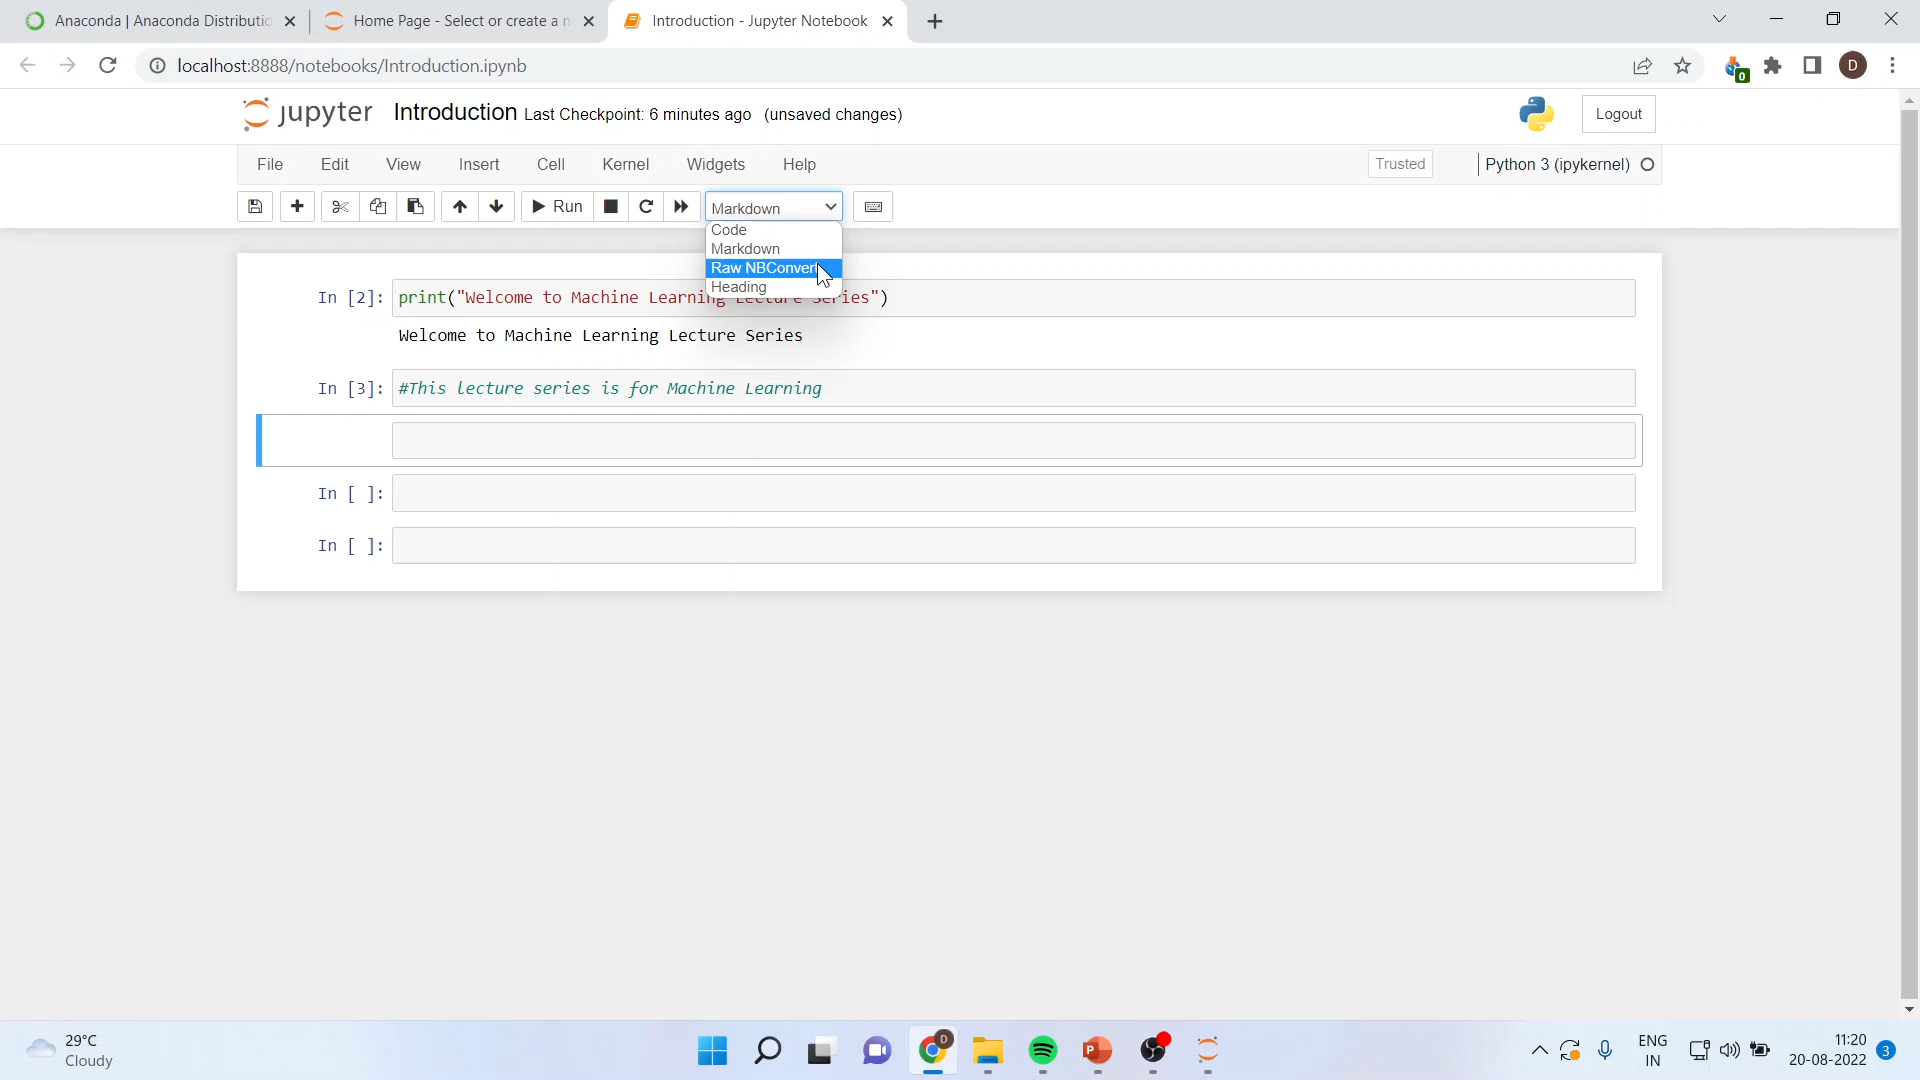 Anaconda | Anaconda Distributio
Home Page - Select or create a n
Introduction - Jupyter Notebook
localhost:8888/notebooks/Introduction.ipynb
0
D
jupyter Introduction Last Checkpoint: 6 minutes ago (unsaved changes)
Logout
File Edit View Insert Cell Kernel Widgets Help
Trusted
Python 3 (ipykernel)
Run
Markdown
Code
Markdown
Raw NBConver
Heading
In [2]: print("Welcome to Machine Learning Lecture Series")
Welcome to Machine Learning Lecture Series
In [3]: #This lecture series is for Machine Learning
In [ ]:
In [ ]:
29°C
Cloudy
D
P
ENG
IN
11:20
20-08-2022
3